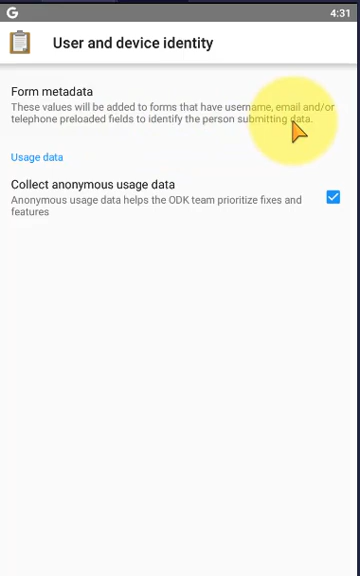 G
4:31
User and device identity
Form metadata
These values will be added to forms that have username, email and/or
telephone preloaded fields to identify the person submitting data.
Usage data
Collect anonymous usage data
Anonymous usage data helps the ODK team prioritize fixes and
features